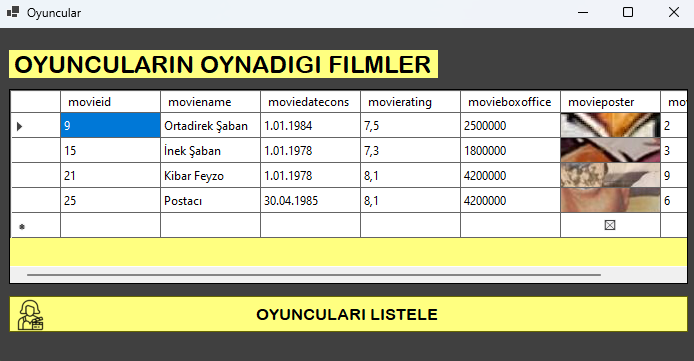 Oyuncular
OYUNCULARIN OYNADIGI FILMLER
movieid moviename moviedatecons movierating movieboxoffice movieposter mov
9 Ortadirek Şaban 1.01.1984 7,5 2500000 2
15 İnek Şaban 1.01.1978 7,3 1800000 3
21 Kibar Feyzo 1.01.1978 8,1 4200000 9
25 Postacı 30.04.1985 8,1 4200000 6
OYUNCULARI LISTELE